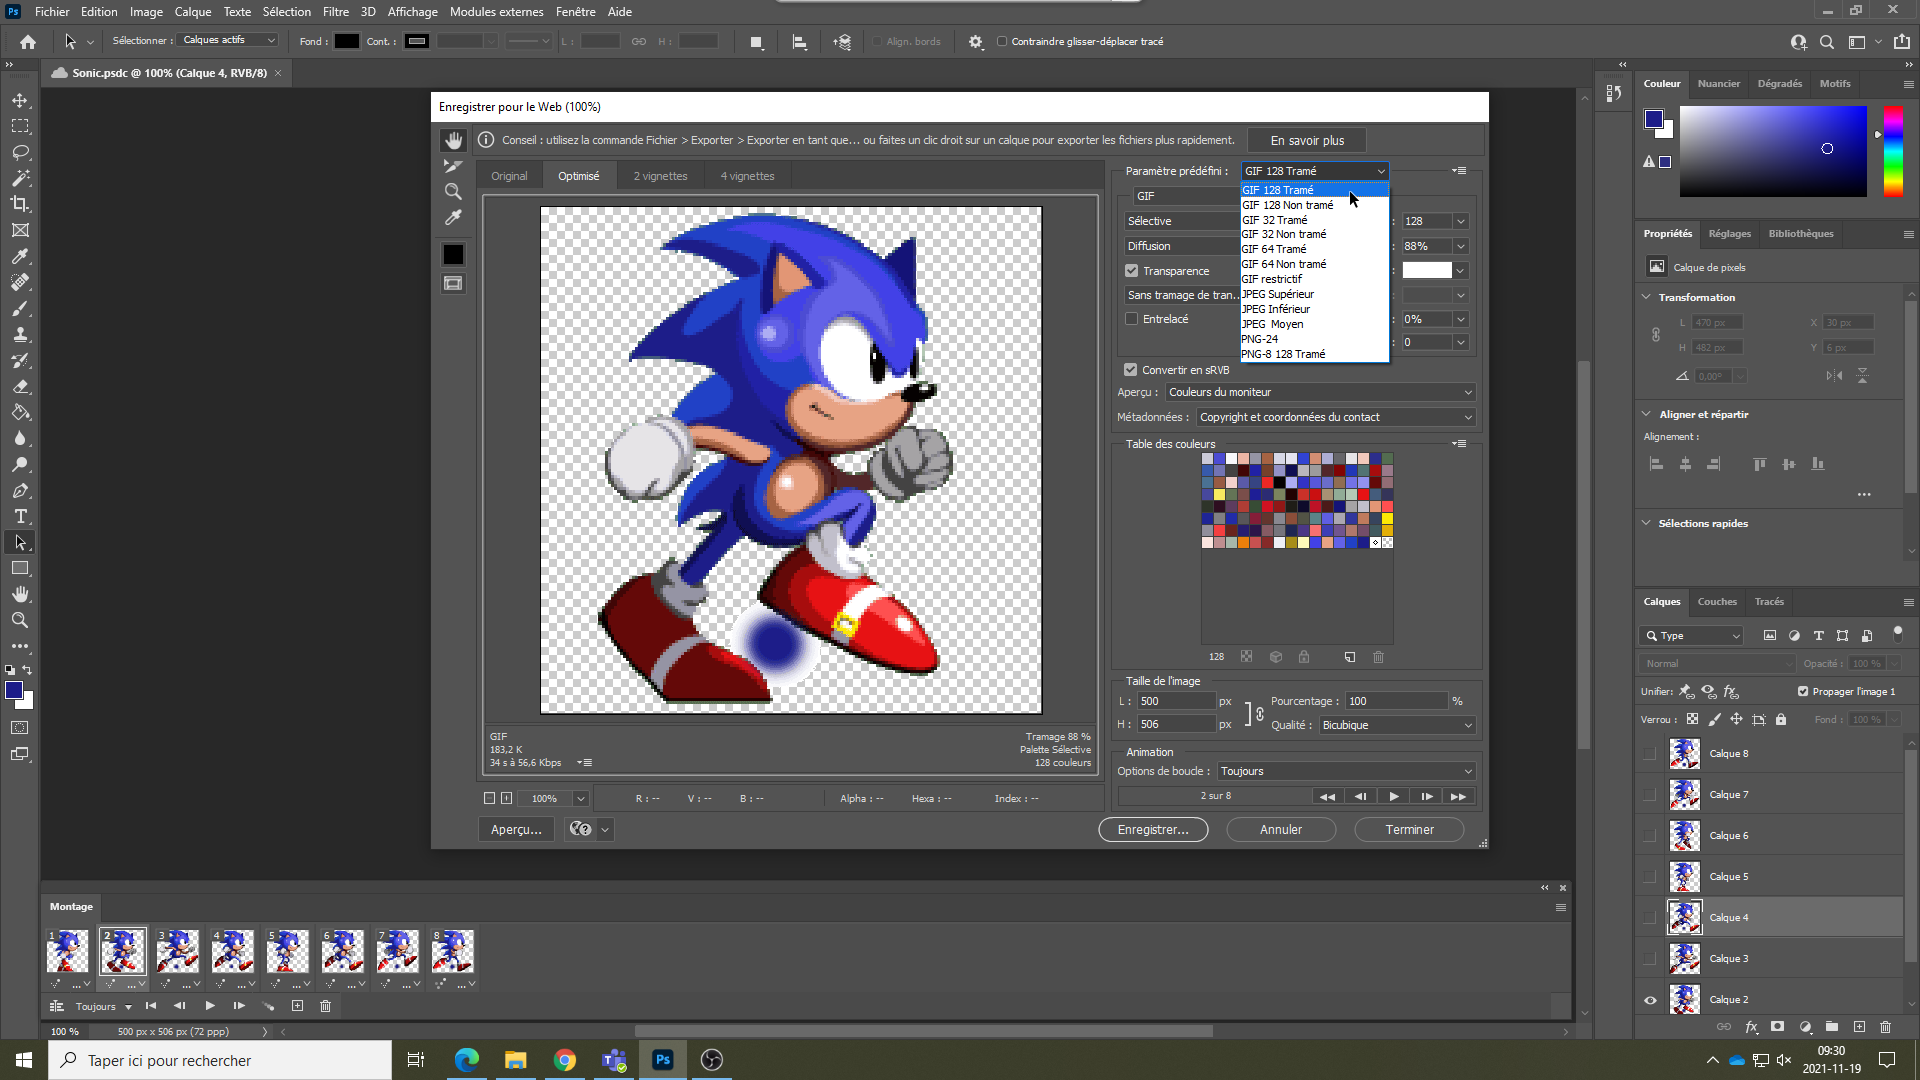 Ps Fichier Edition Image Calque Texte Sélection Filtre 3D Affichage Modules externes Fenêtre Aide
Sélectionner : Calques actifs Fond : Cont. : L : H : Align. bords Contraindre glisser-déplacer tracé
Sonic.psdc @ 100% (Calque 4, RVB/8) ×
Enregistrer pour le Web (100%)
Conseil : utilisez la commande Fichier > Exporter > Exporter en tant que... ou faites un clic droit sur un calque pour exporter les fichiers plus rapidement.
En savoir plus
Original Optimisé 2 vignettes 4 vignettes
Paramètre prédéfini : GIF 128 Tramé
GIF 128 Tramé
GIF 128 Non tramé
GIF 32 Tramé
GIF 32 Non tramé
GIF 64 Tramé
GIF 64 Non tramé
GIF restrictif
JPEG Supérieur
JPEG Inférieur
JPEG Moyen
PNG-24
PNG-8 128 Tramé
GIF
Sélective : 128
Diffusion : 88%
Transparence
Sans tramage de tran...
Entrelacé : 0%
: 0
Convertir en sRVB
Aperçu : Couleurs du moniteur
Métadonnées : Copyright et coordonnées du contact
Table des couleurs
128
Taille de l'image
L : 500 px Pourcentage : 100 %
H : 506 px Qualité : Bicubique
Animation
Options de boucle : Toujours
2 sur 8
GIF
183,2 K
34 s à 56,6 Kbps
Tramage 88 %
Palette Sélective
128 couleurs
100% R : -- V : -- B : -- Alpha : -- Hexa : -- Index : --
Aperçu... Enregistrer... Annuler Terminer
Couleur Nuancier Dégradés Motifs
Propriétés Réglages Bibliothèques
Calque de pixels
Transformation
L 470 px X 30 px
H 482 px Y 6 px
0,00°
Aligner et répartir
Alignement :
Sélections rapides
Calques Couches Tracés
Type
Normal Opacité : 100 %
Unifier : Propager l'image 1
Verrou : Fond : 100 %
Calque 8
Calque 7
Calque 6
Calque 5
Calque 4
Calque 3
Calque 2
Montage
1 2 3 4 5 6 7 8
Toujours
100 % 500 px x 506 px (72 ppp)
Taper ici pour rechercher
Ps
09:30
2021-11-19